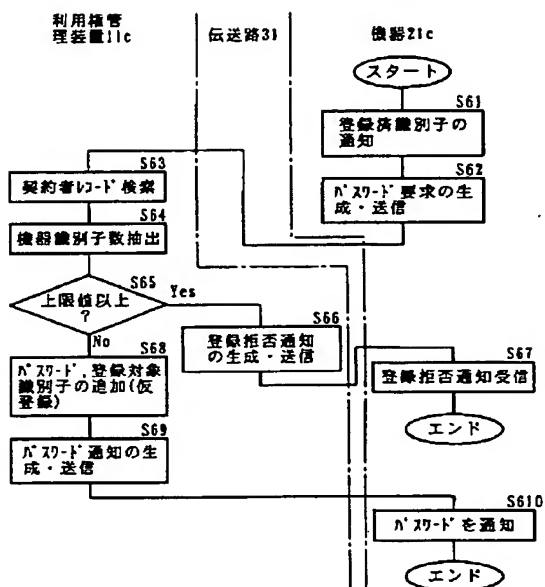 利用権管
理装置11c
伝送路31
機器21c
スタート
S61
登録済識別子の
通知
S62
パスワード要求の生
成・送信
S63
契約者レコード検索
S64
機器識別子数抽出
S65
上限値以上
?
Yes
No
S66
登録拒否通知
の生成・送信
S67
登録拒否通知受信
エンド
S68
パスワード,登録対象
識別子の追加(仮
登録)
S69
パスワード通知の生
成・送信
S610
パスワードを通知
エンド